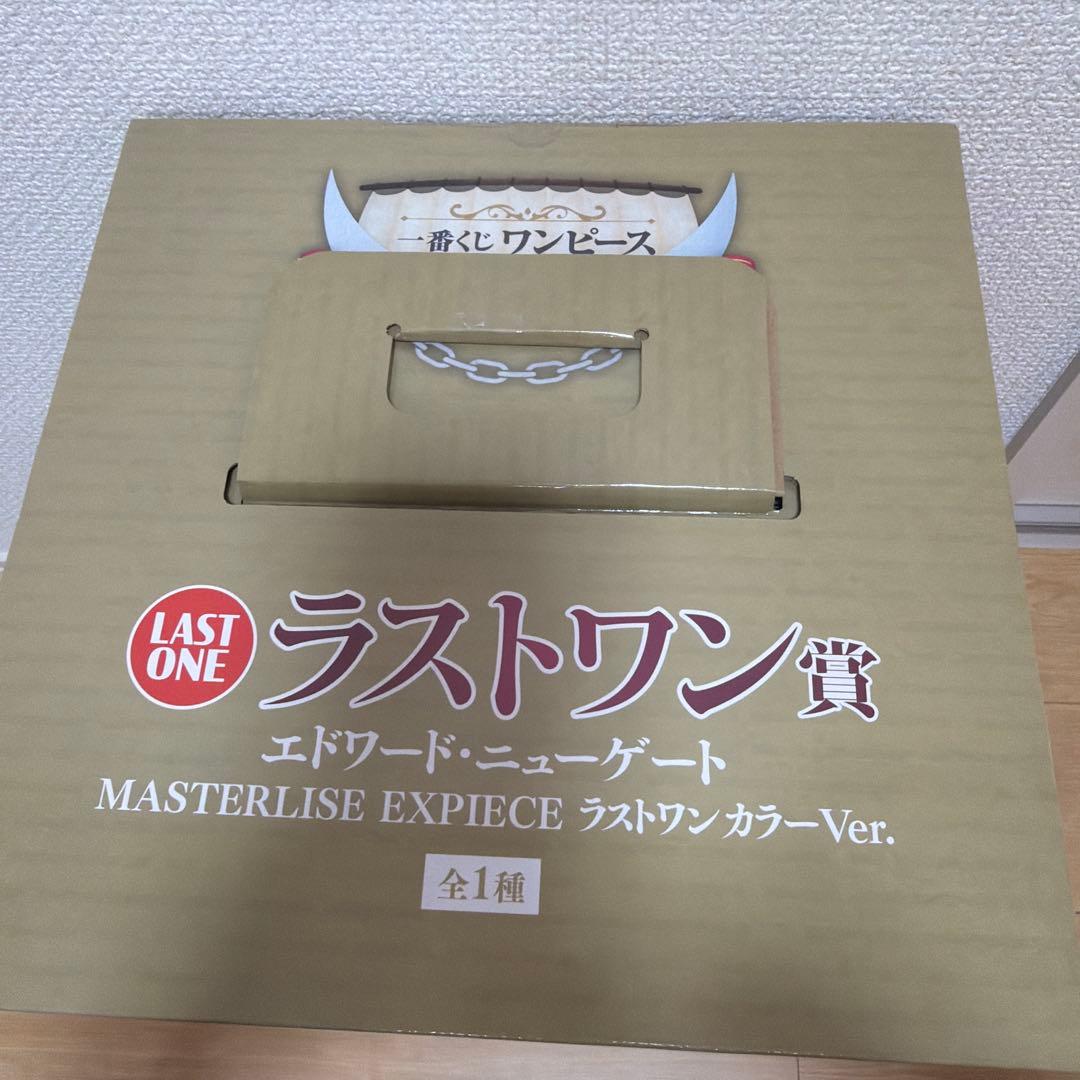 一番くじ ワンピース
LAST
ONE
ラストワン賞
エドワード・ニューゲート
MASTERLISE EXPIECE ラストワンカラーVer.
全1種